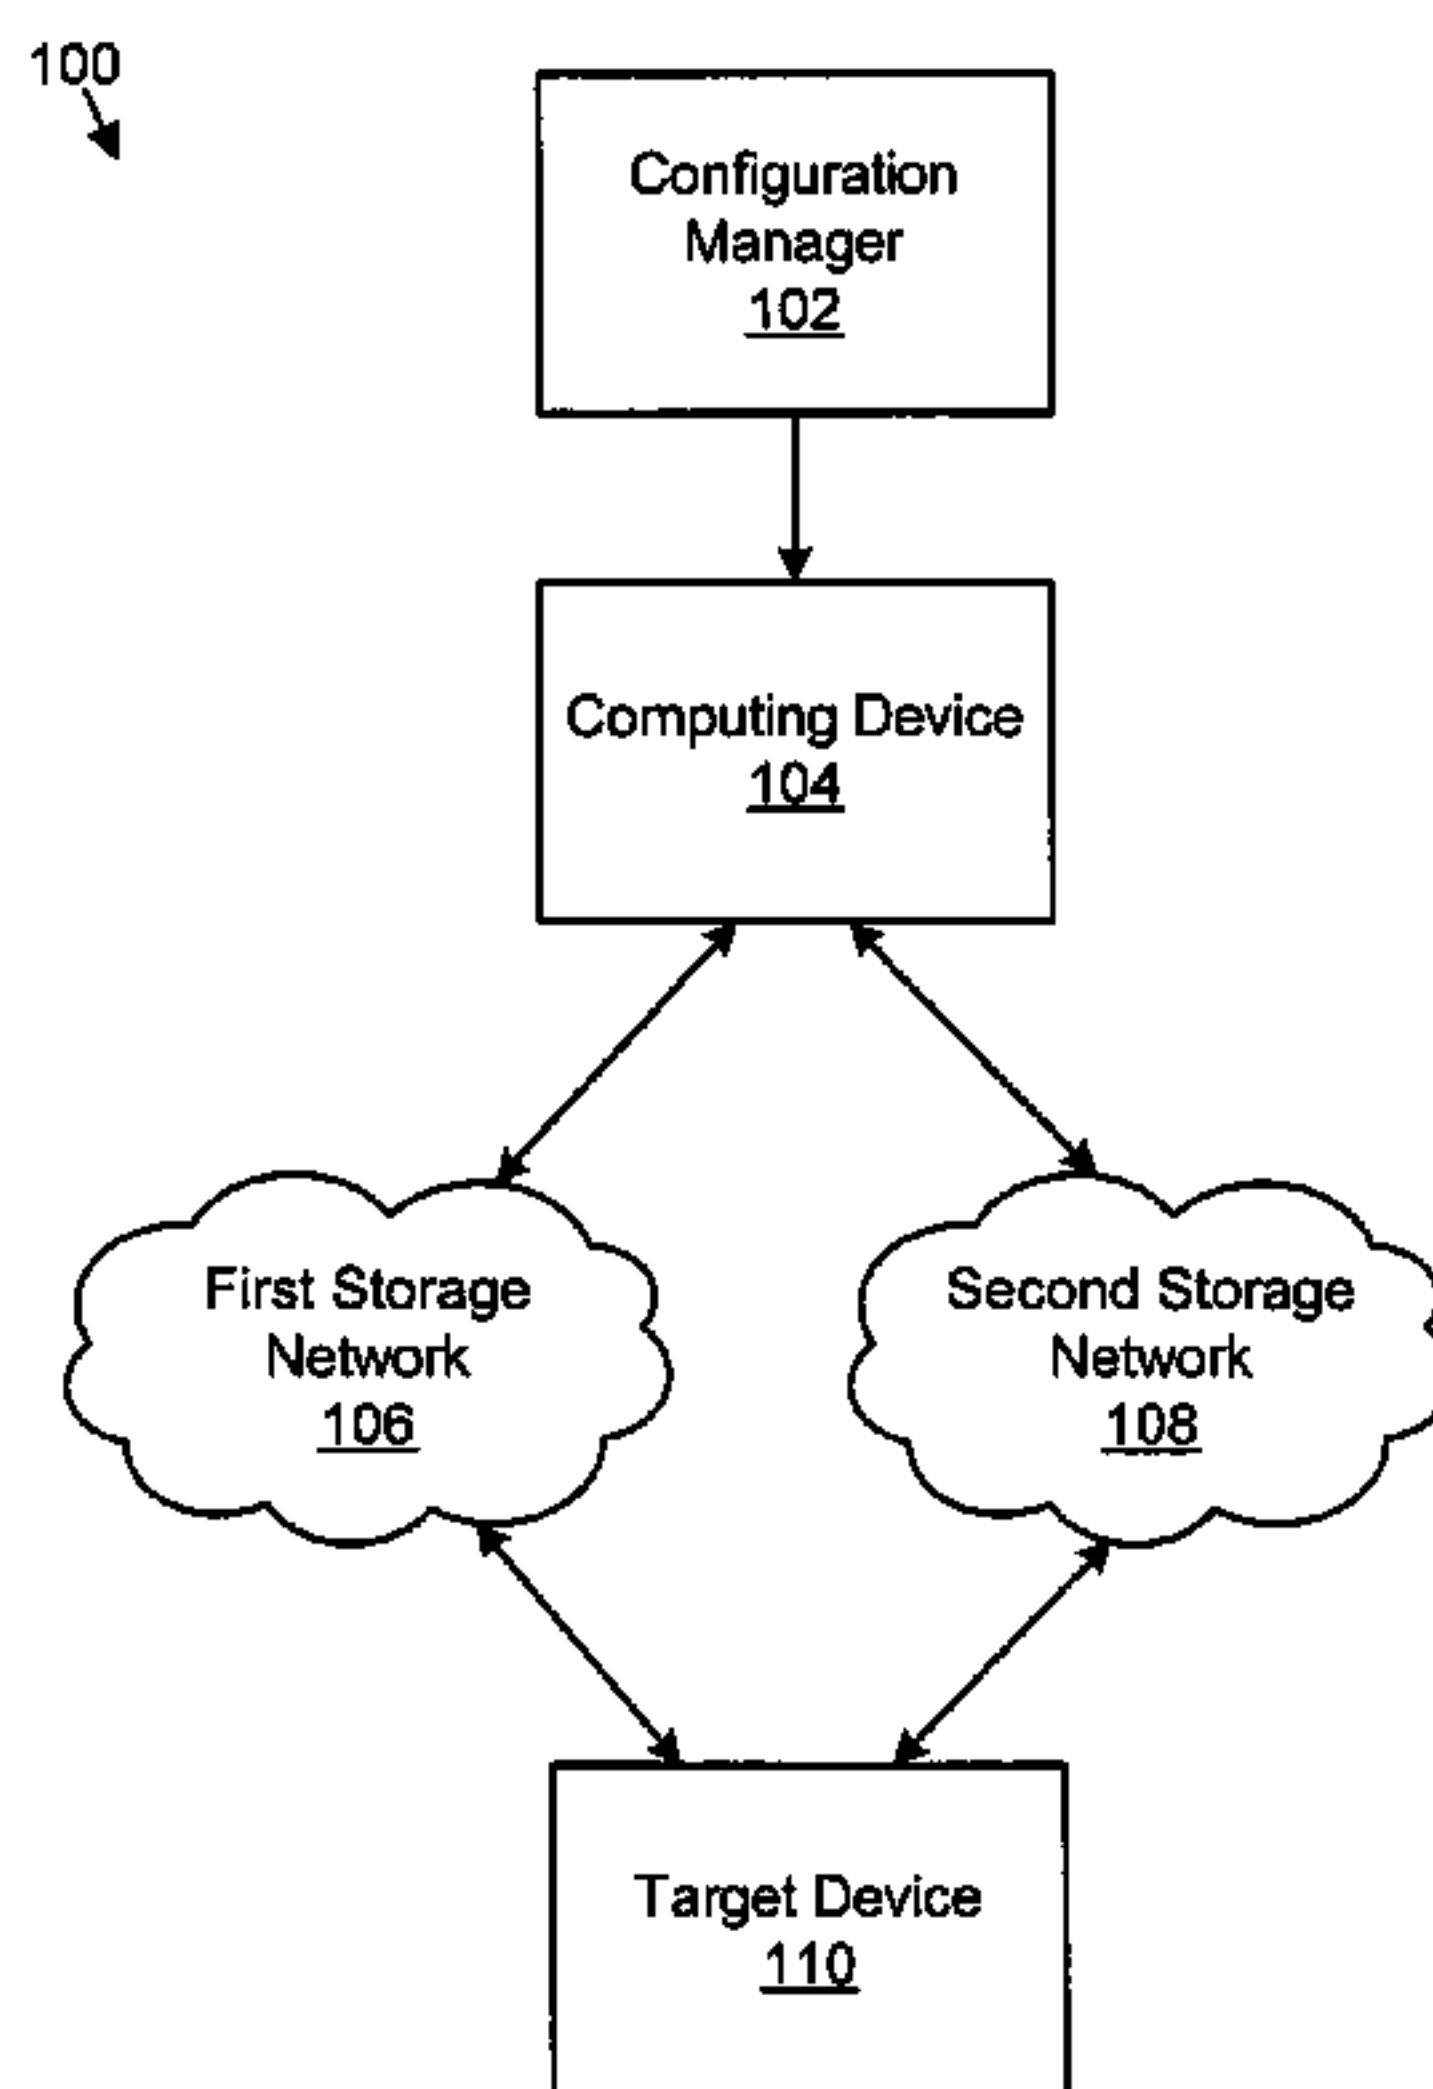 100
Configuration
Manager
102
Computing Device
104
First Storage
Network
106
Second Storage
Network
108
Target Device
110